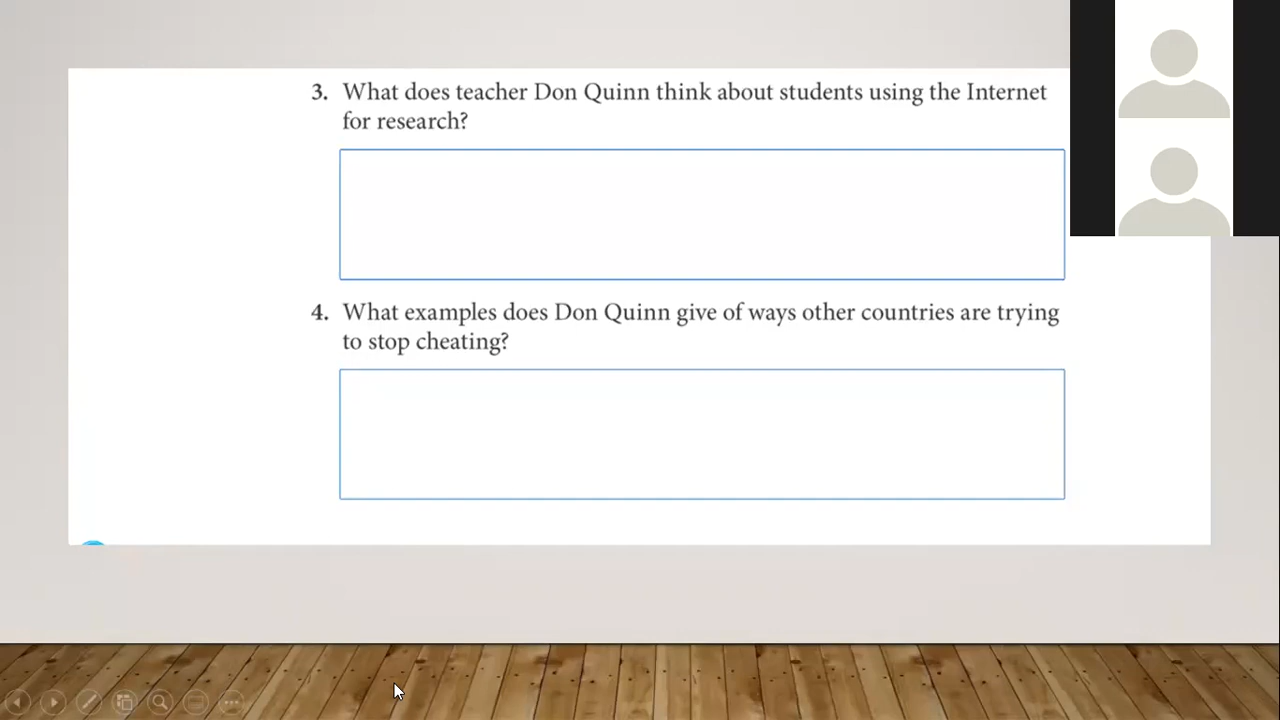 3. What does teacher Don Quinn think about students using the Internet
for research?
4. What examples does Don Quinn give of ways other countries are trying
to stop cheating?